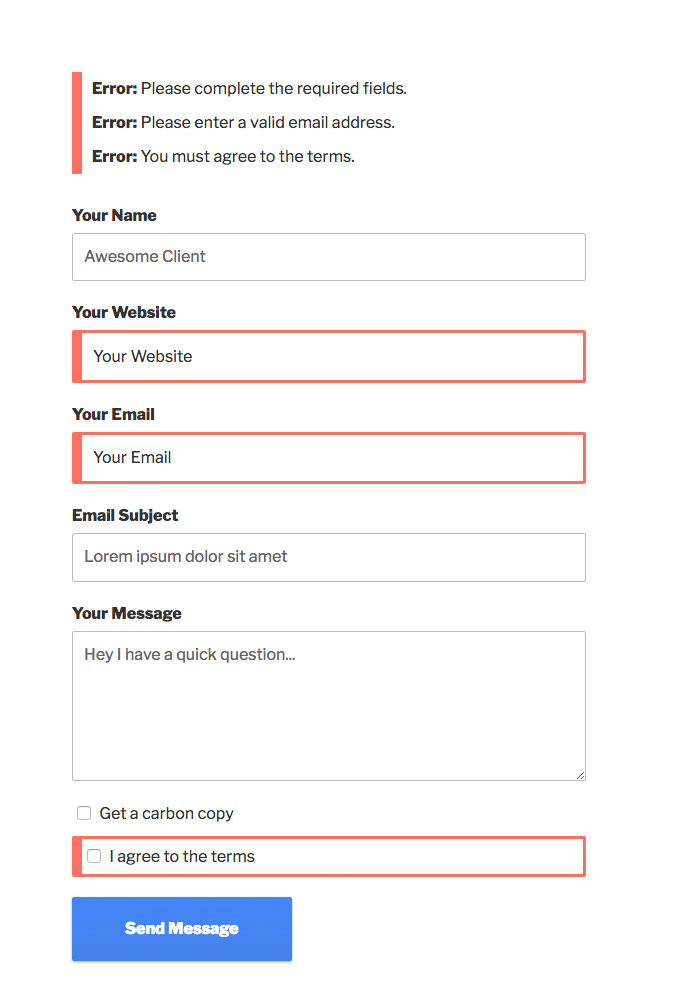 Error: Please complete the required fields.
Error: Please enter a valid email address.
Error: You must agree to the terms.
Your Name
Awesome Client
Your Website
Your Website
Your Email
Your Email
Email Subject
Lorem ipsum dolor sit amet
Your Message
Hey I have a quick question...
Get a carbon copy
I agree to the terms
Send Message